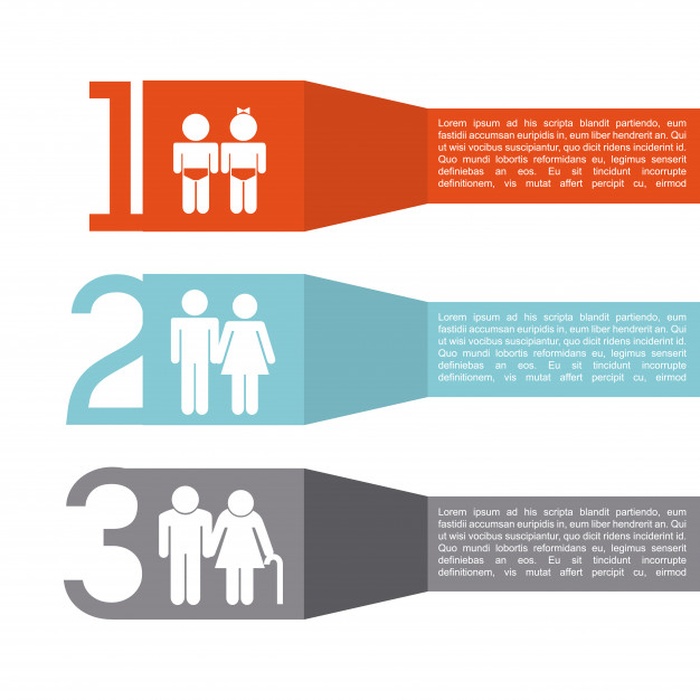 1
Lorem ipsum ad his scripta blandit partiendo, eum
fastidii accumsan euripidis in, eum liber hendrerit an. Qui
ut wisi vocibus suscipiantur, quo dicit ridens inciderint id.
Quo mundi lobortis reformidans eu, legimus senserit
definiebas an eos. Eu sit tincidunt incorrupte
definitionem, vis mutat affert percipit cu, eirmod
2
Lorem ipsum ad his scripta blandit partiendo, eum
fastidii accumsan euripidis in, eum liber hendrerit an. Qui
ut wisi vocibus suscipiantur, quo dicit ridens inciderint id.
Quo mundi lobortis reformidans eu, legimus senserit
definiebas an eos. Eu sit tincidunt incorrupte
definitionem, vis mutat affert percipit cu, eirmod
3
Lorem ipsum ad his scripta blandit partiendo, eum
fastidii accumsan euripidis in, eum liber hendrerit an. Qui
ut wisi vocibus suscipiantur, quo dicit ridens inciderint id.
Quo mundi lobortis reformidans eu, legimus senserit
definiebas an eos. Eu sit tincidunt incorrupte
definitionem, vis mutat affert percipit cu, eirmod